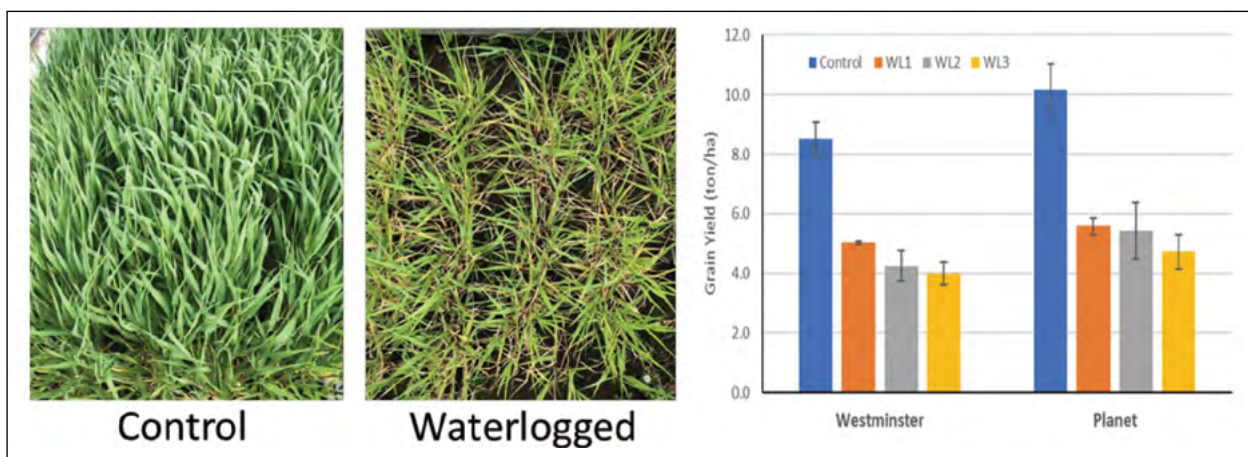 Control
Waterlogged
Control WL1 WL2 WL3
Grain Yield (ton/ha)
12.0
10.0
8.0
6.0
4.0
2.0
0.0
Westminster
Planet